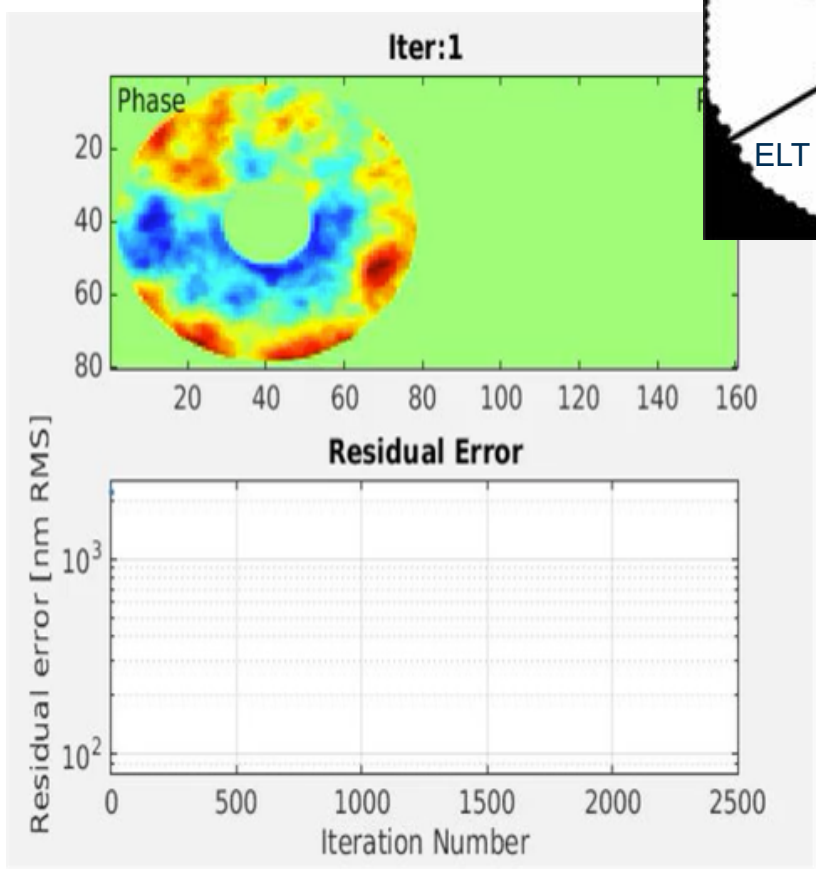 Iter:1
Phase
ELT
20
40
60
80
20 40 60 80 100 120 140 160
Residual Error
Residual error [nm RMS]
10³
10²
0 500 1000 1500 2000 2500
Iteration Number